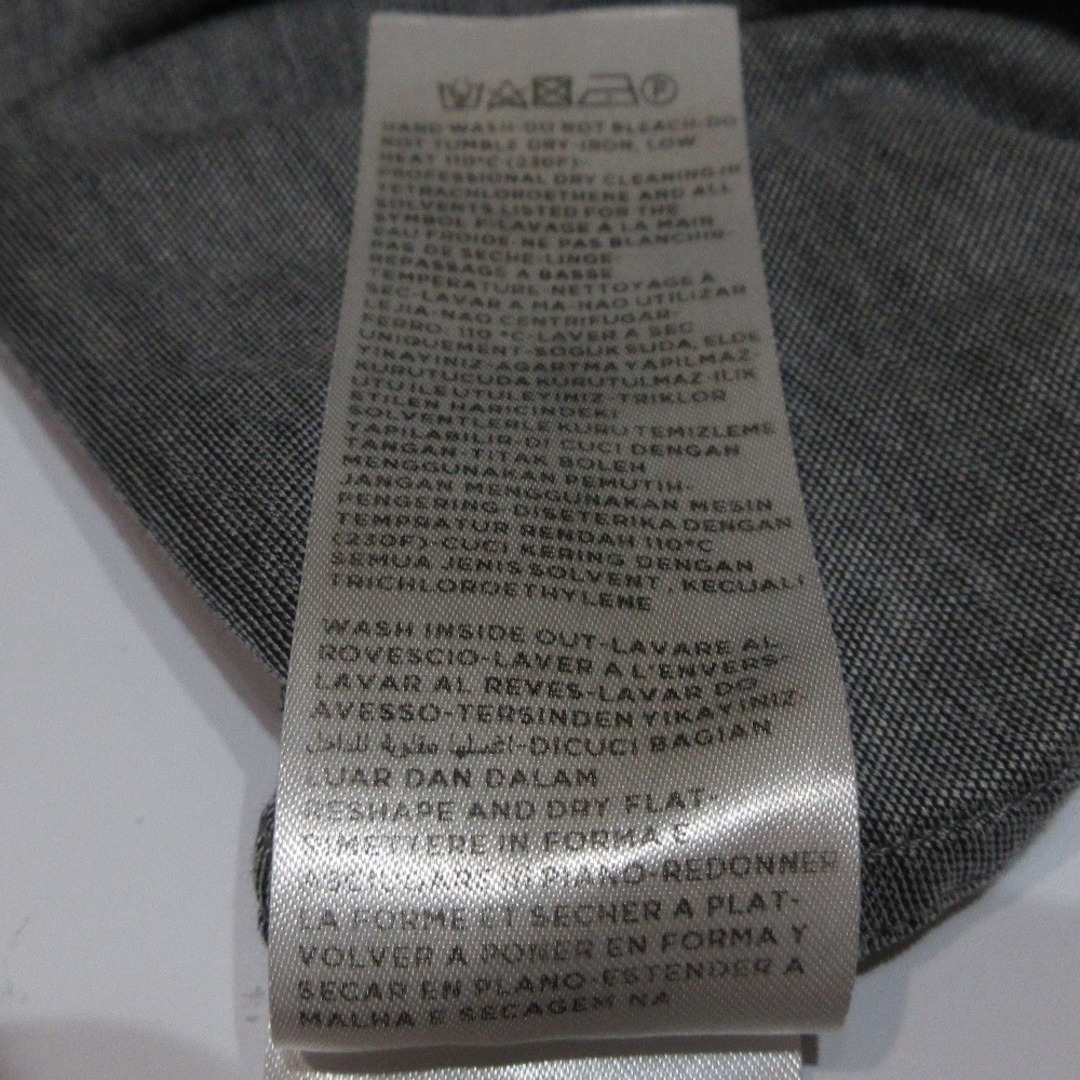 P
HAND WASH-DO NOT BLEACH-DO
NOT TUMBLE DRY-IRON, LOW
HEAT 110°C (230F)-
PROFESSIONAL DRY CLEANING IN
TETRACHLOROETHENE AND ALL
SOLVENTS LISTED FOR THE
SYMBOL F-LAVAGE A LA MAIN
EAU FROIDE-NE PAS BLANCHIR-
PAS DE SECHE-LINGE-
REPASSAGE A BASSE
TEMPERATURE-NETTOYAGE A
SEC-LAVAR A MA-NAO UTILIZAR
LEJIA-NAO CENTRIFUGAR-
FERRO: 110 °C-LAVER A SEC
UNIQUEMENT-SOGUK SUDA, ELDE
YIKAYINIZ-AGARTMA YAPILMAZ-
KURUTUCUDA KURUTULMAZ-ILIK
UTU ILE UTULEYINIZ-TRIKLOR
ETILEN HARICINDEKI
SOLVENTLERLE KURU TEMIZLEME
YAPILABILIR-DI CUCI DENGAN
TANGAN-TITAK BOLEH
MENGGUNAKAN PEMUTIH-
JANGAN MENGGUNAKAN MESIN
PENGERING-DISETERIKA DENGAN
TEMPRATUR RENDAH 110°C
(230F)-CUCI KERING DENGAN
SEMUA JENIS SOLVENT , KECUALI
TRICHLOROETHYLENE
WASH INSIDE OUT-LAVARE AL
ROVESCIO-LAVER A L'ENVERS-
LAVAR AL REVES-LAVAR DO
AVESSO-TERSINDEN YIKAYINIZ-
اغسليها مقلوبة للداخل-DICUCI BAGIAN
LUAR DAN DALAM
RESHAPE AND DRY FLAT
RIMETTERE IN FORMA E
PIANO-REDONNER
LA FORME ET SECHER A PLAT-
VOLVER A PONER EN FORMA Y
SECAR EN PLANO-ESTENDER A
MALHA E SECAGEM NA